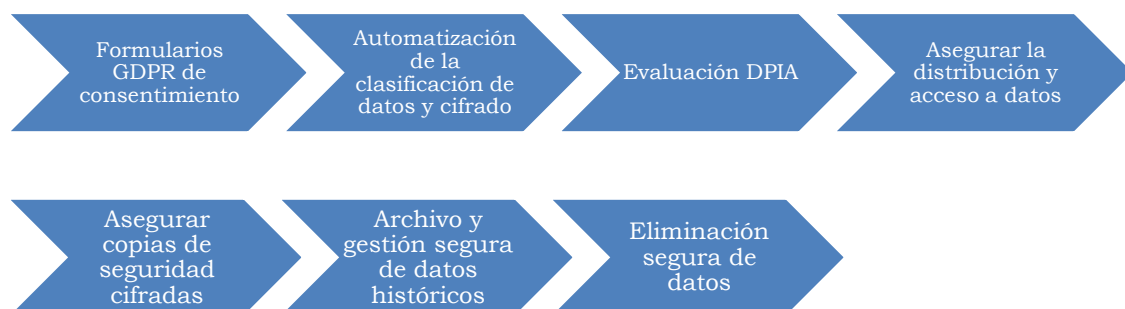 Formularios
GDPR de
consentimiento
Automatización
de la
clasificación de
datos y cifrado
Evaluación DPIA
Asegurar la
distribución y
acceso a datos
Asegurar
copias de
seguridad
cifradas
Archivo y
gestión segura
de datos
históricos
Eliminación
segura de
datos